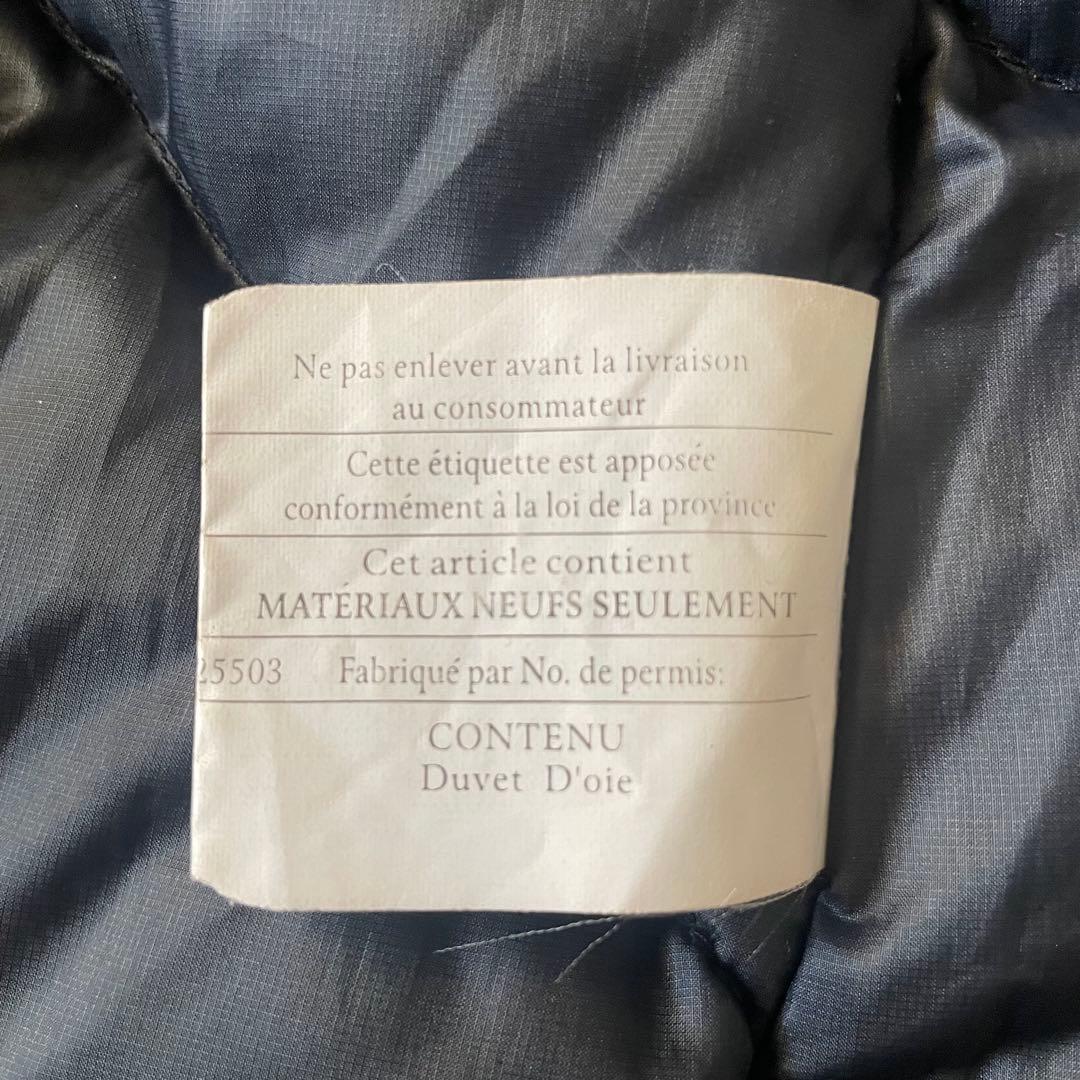 Ne pas enlever avant la livraison
au consommateur
Cette étiquette est apposée
conformément à la loi de la province
Cet article contient
MATÉRIAUX NEUFS SEULEMENT
25503 Fabriqué par No. de permis:
CONTENU
Duvet D'oie